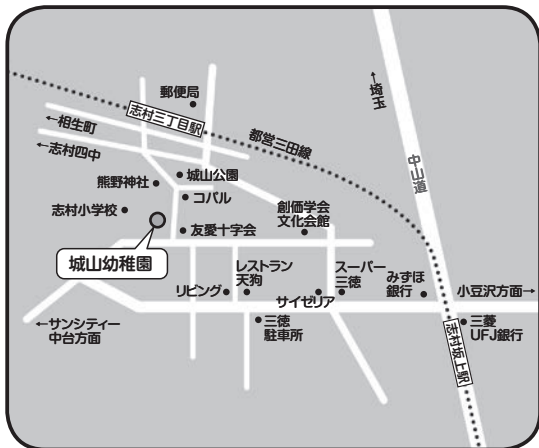 郵便局
志村三丁目駅
←相生町
←志村四中
都営三田線
←埼玉
中山道
熊野神社
城山公園
コパル
志村小学校
友愛十字会
創価学会
文化会館
城山幼稚園
リビング
レストラン
天狗
サイゼリア
スーパー
三徳
みずほ
銀行
小豆沢方面→
←サンシティー
中台方面
三徳
駐車所
志村坂上駅
三菱
UFJ銀行